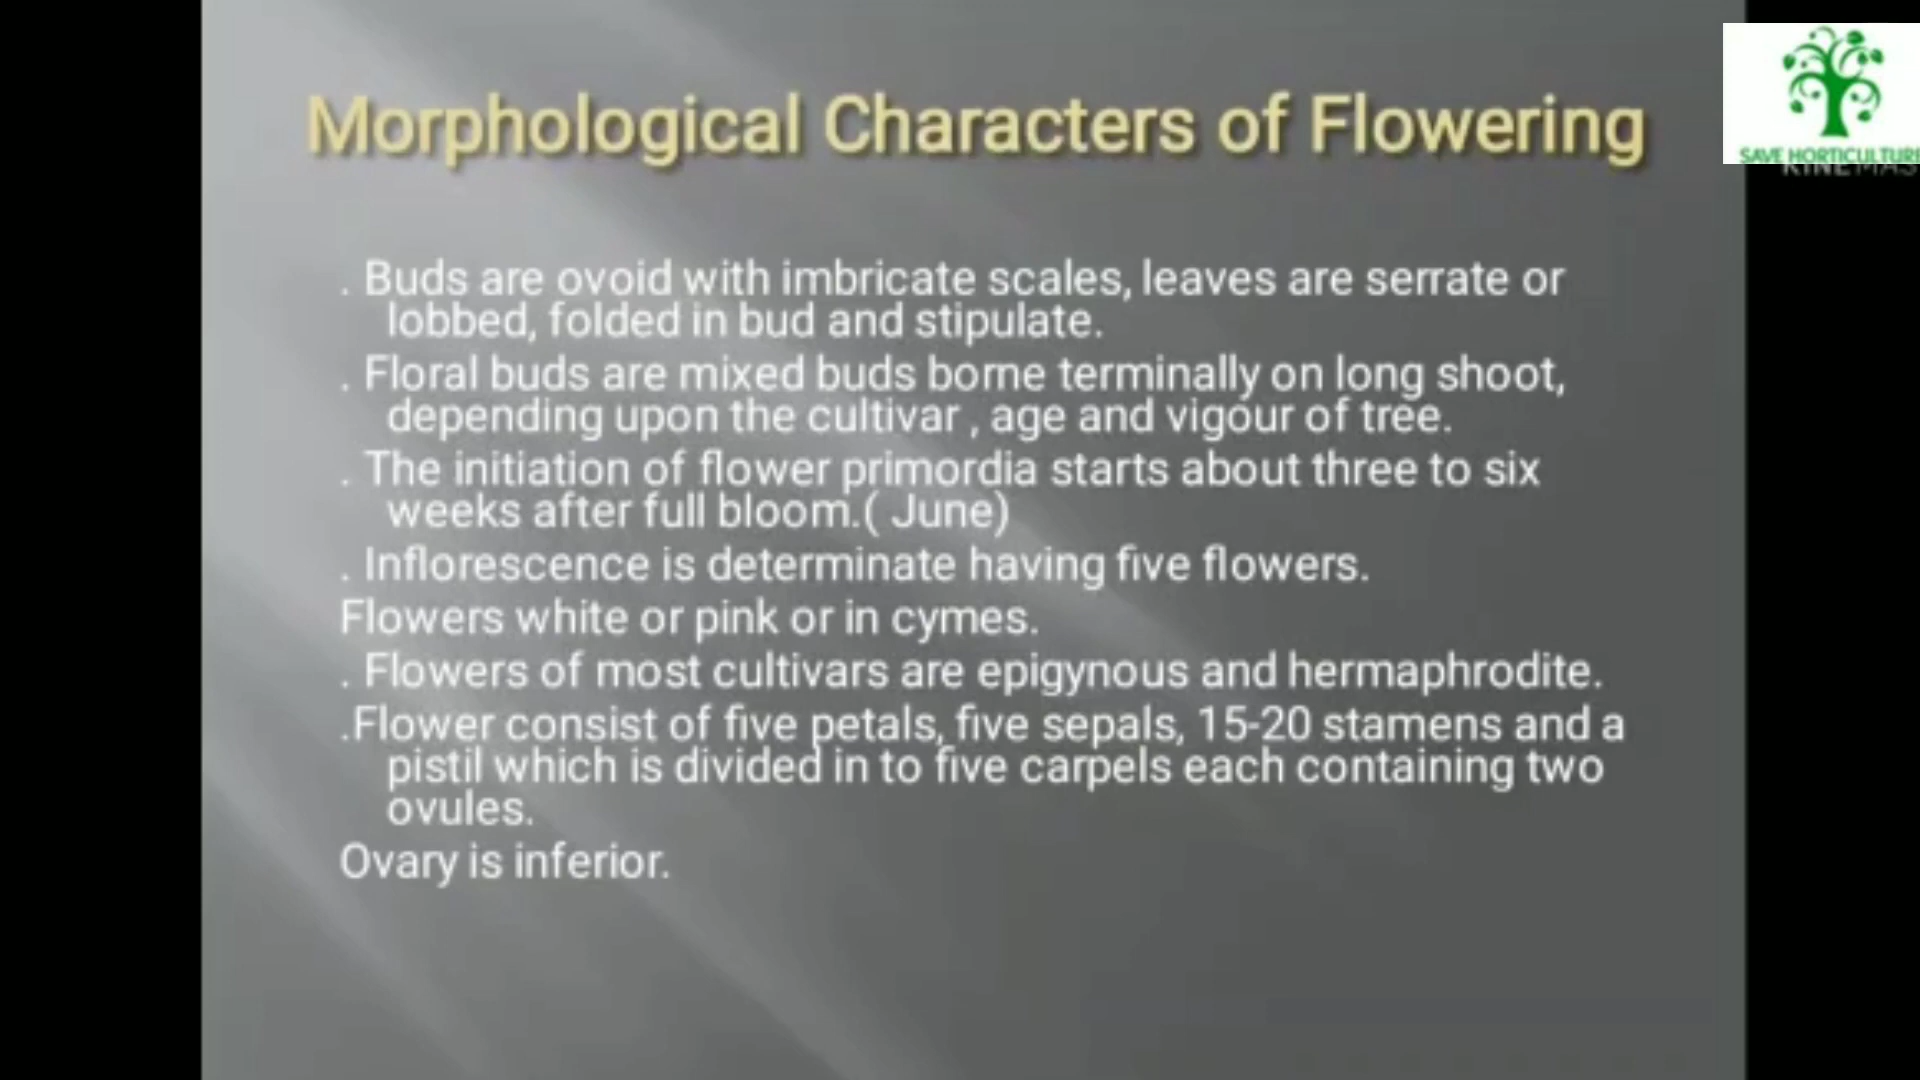 Morphological Characters of Flowering
SAVE HORTICULTURE
KINEMAS
. Buds are ovoid with imbricate scales, leaves are serrate or
lobbed, folded in bud and stipulate.
. Floral buds are mixed buds borne terminally on long shoot,
depending upon the cultivar , age and vigour of tree.
. The initiation of flower primordia starts about three to six
weeks after full bloom.( June)
. Inflorescence is determinate having five flowers.
Flowers white or pink or in cymes.
. Flowers of most cultivars are epigynous and hermaphrodite.
.Flower consist of five petals, five sepals, 15-20 stamens and a
pistil which is divided in to five carpels each containing two
ovules.
Ovary is inferior.